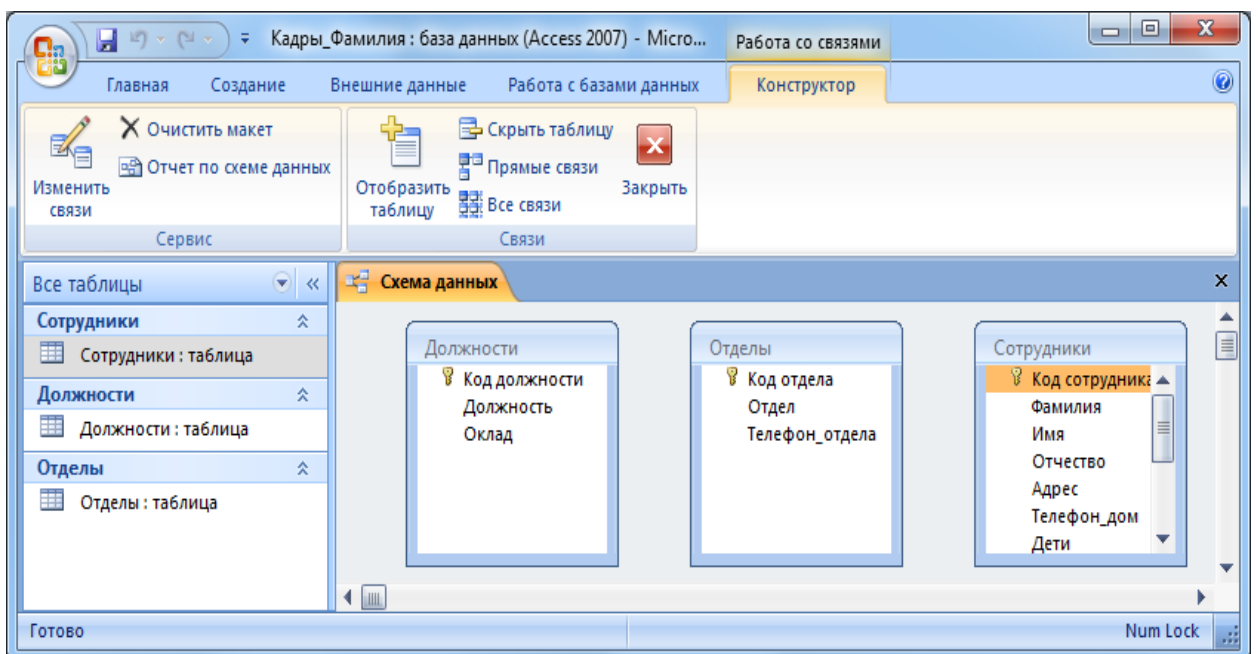 Кадры_Фамилия : база данных (Access 2007) - Micro...
Работа со связями
Главная
Создание
Внешние данные
Работа с базами данных
Конструктор
Изменить связи
Очистить макет
Отчет по схеме данных
Сервис
Отобразить таблицу
Скрыть таблицу
Прямые связи
Все связи
Закрыть
Связи
Все таблицы
Сотрудники
Сотрудники : таблица
Должности
Должности : таблица
Отделы
Отделы : таблица
Схема данных
Должности
Код должности
Должность
Оклад
Отделы
Код отдела
Отдел
Телефон_отдела
Сотрудники
Код сотрудника
Фамилия
Имя
Отчество
Адрес
Телефон_дом
Дети
Готово
Num Lock